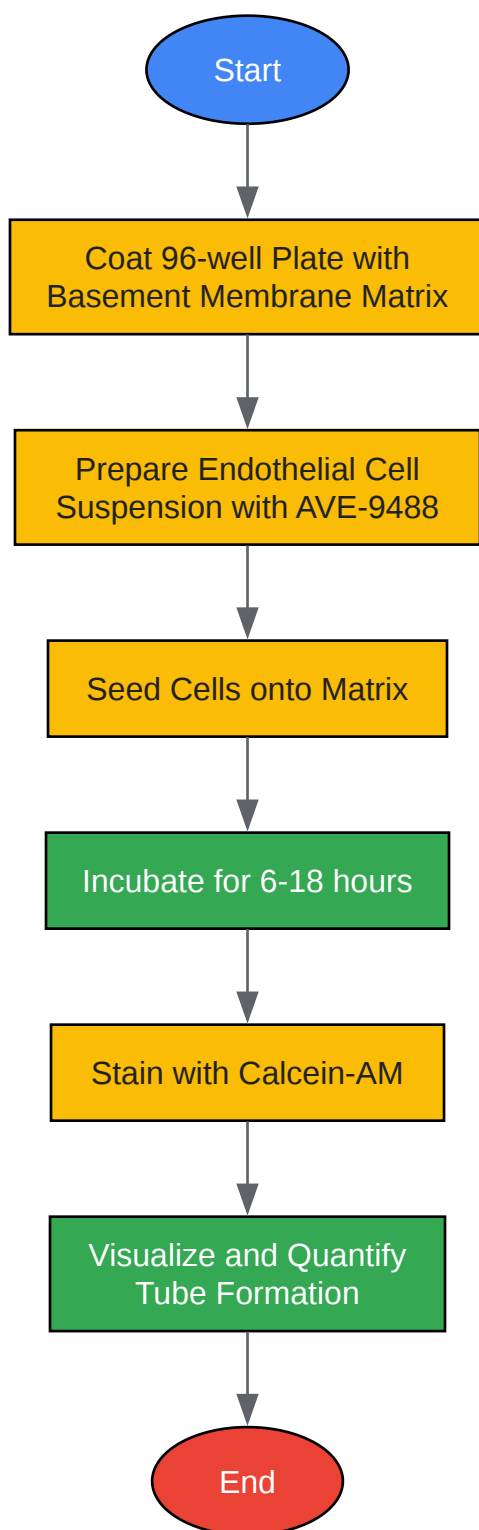 Start
Coat 96-well Plate with
Basement Membrane Matrix
Prepare Endothelial Cell
Suspension with AVE-9488
Seed Cells onto Matrix
Incubate for 6-18 hours
Stain with Calcein-AM
Visualize and Quantify
Tube Formation
End